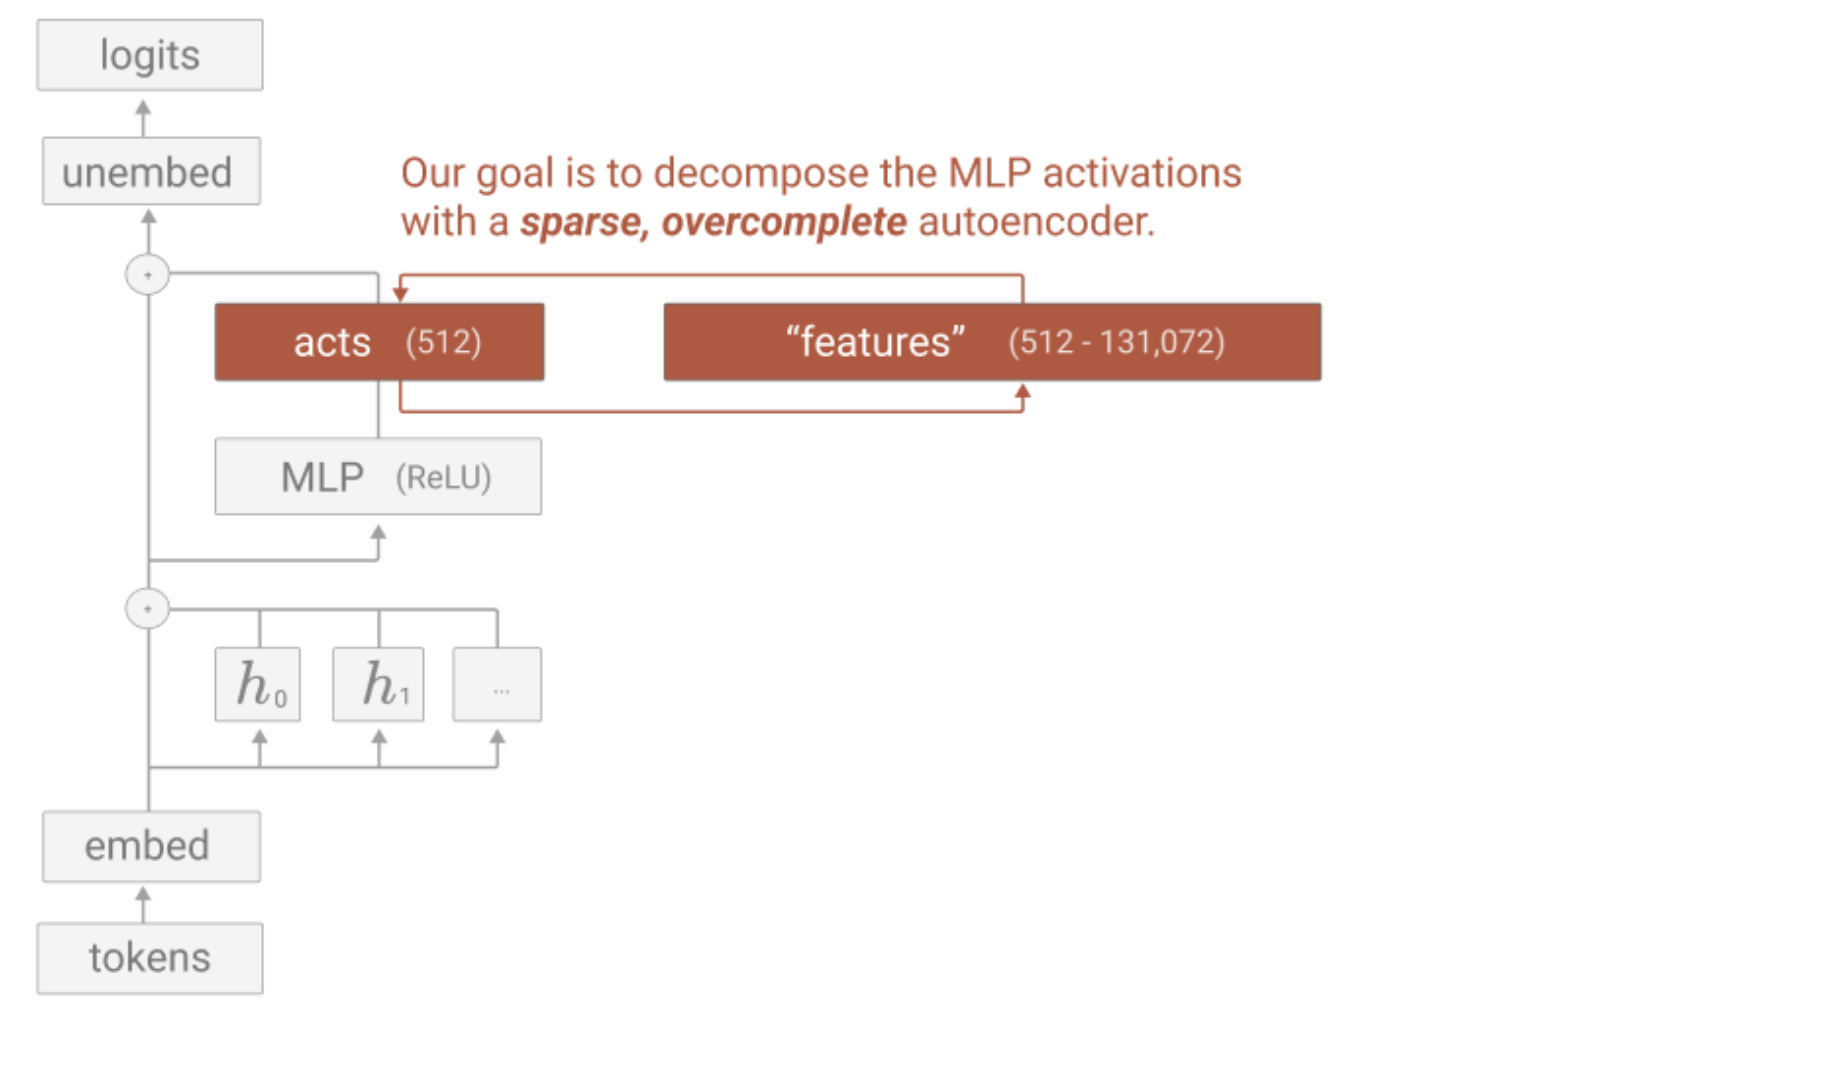 logits
unembed
Our goal is to decompose the MLP activations
with a sparse, overcomplete autoencoder.
+
acts (512)
“features” (512 - 131,072)
MLP (ReLU)
+
h0
h1
...
embed
tokens